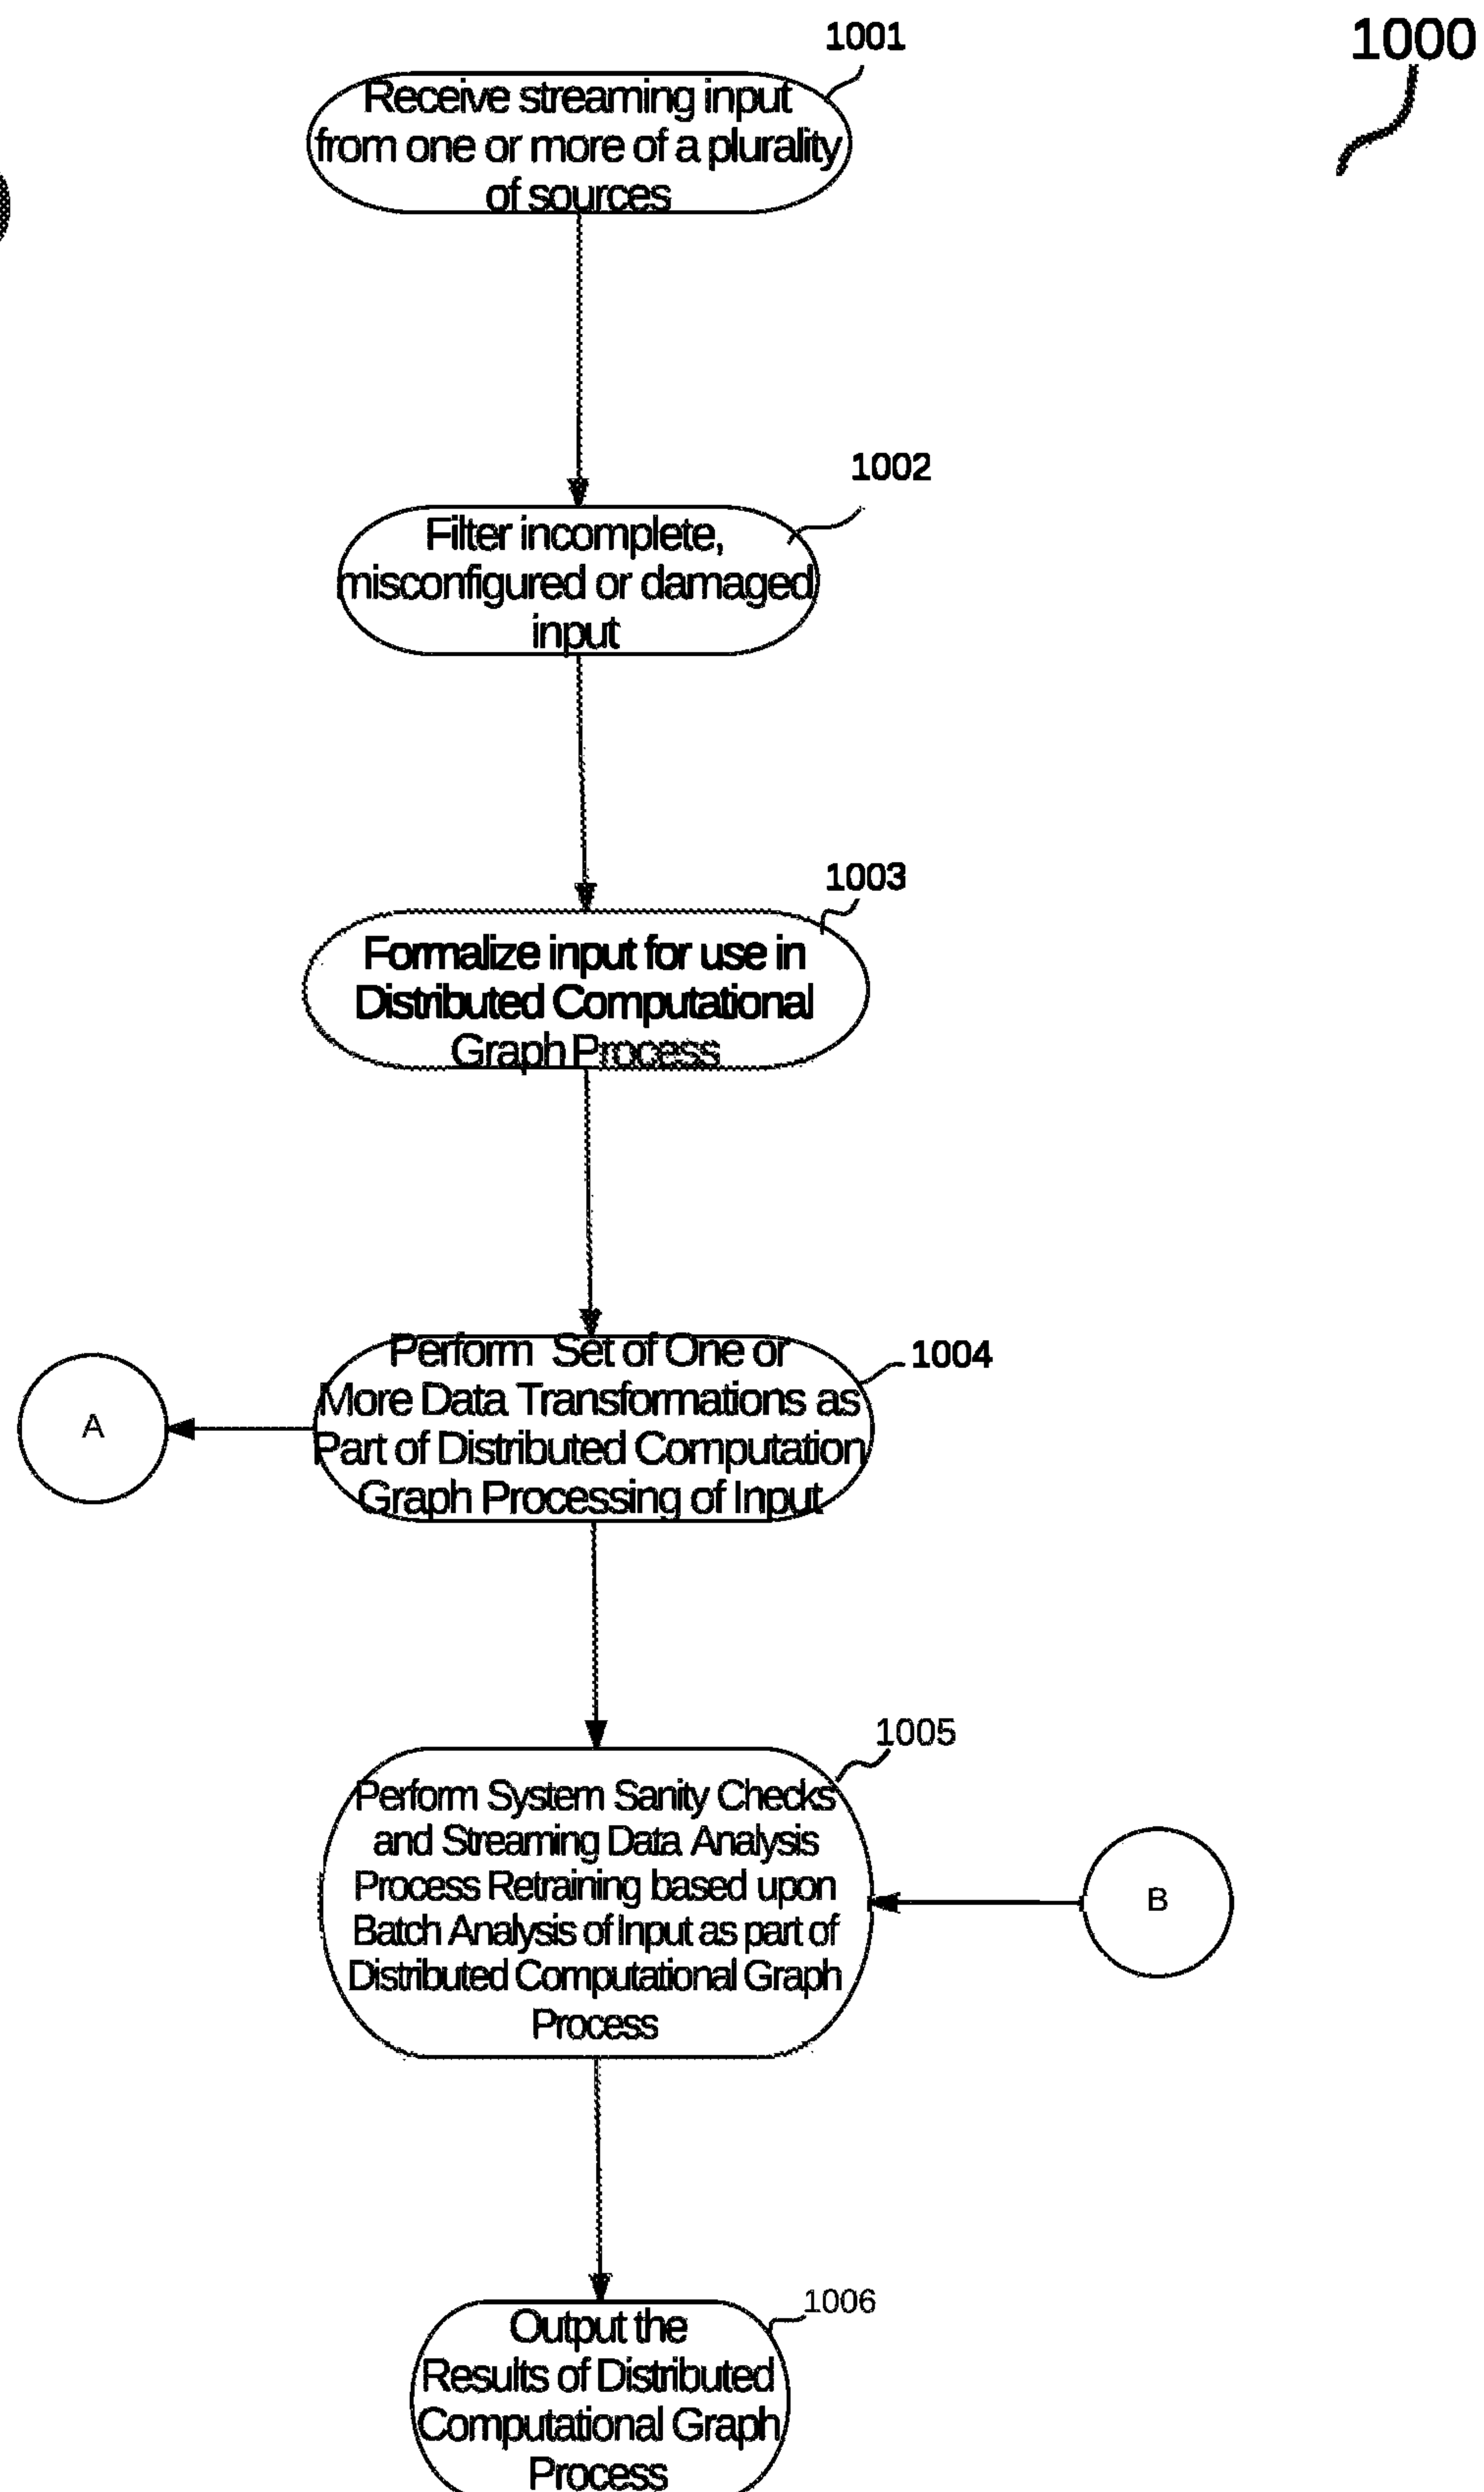 1000
1001
Receive streaming input
from one or more of a plurality
of sources
1002
Filter incomplete,
misconfigured or damaged
input
1003
Formalize input for use in
Distributed Computational
Graph Process
1004
Perform Set of One or
More Data Transformations as
Part of Distributed Computation
Graph Processing of Input
A
1005
Perform System Sanity Checks
and Streaming Data Analysis
Process Retraining based upon
Batch Analysis of Input as part of
Distributed Computational Graph
Process
B
1006
Output the
Results of Distributed
Computational Graph
Process